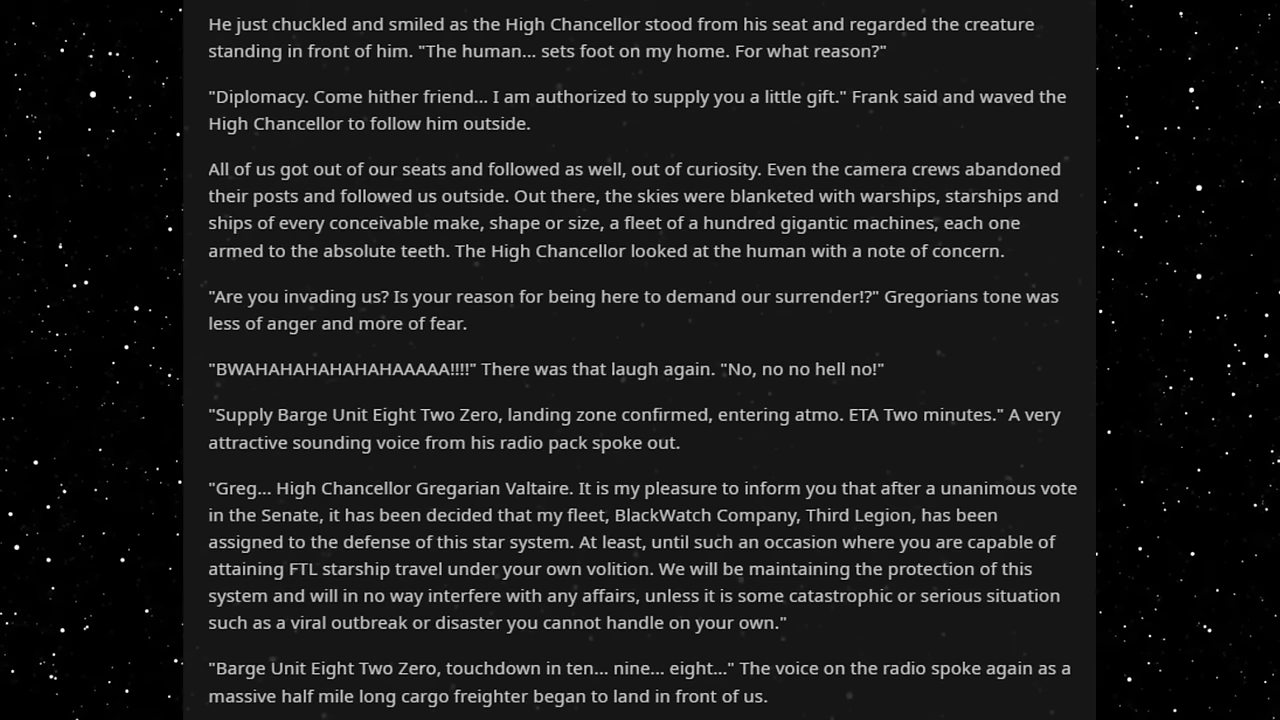 He just chuckled and smiled as the High Chancellor stood from his seat and regarded the creature
standing in front of him. "The human... sets foot on my home. For what reason?"
"Diplomacy. Come hither friend... I am authorized to supply you a little gift." Frank said and waved the
High Chancellor to follow him outside.
All of us got out of our seats and followed as well, out of curiosity. Even the camera crews abandoned
their posts and followed us outside. Out there, the skies were blanketed with warships, starships and
ships of every conceivable make, shape or size, a fleet of a hundred gigantic machines, each one
armed to the absolute teeth. The High Chancellor looked at the human with a note of concern.
"Are you invading us? Is your reason for being here to demand our surrender!?" Gregorians tone was
less of anger and more of fear.
"BWAHAHAHAHAHAHAAAAA!!!!" There was that laugh again. "No, no no hell no!"
"Supply Barge Unit Eight Two Zero, landing zone confirmed, entering atmo. ETA Two minutes." A very
attractive sounding voice from his radio pack spoke out.
"Greg... High Chancellor Gregarian Valtaire. It is my pleasure to inform you that after a unanimous vote
in the Senate, it has been decided that my fleet, BlackWatch Company, Third Legion, has been
assigned to the defense of this star system. At least, until such an occasion where you are capable of
attaining FTL starship travel under your own volition. We will be maintaining the protection of this
system and will in no way interfere with any affairs, unless it is some catastrophic or serious situation
such as a viral outbreak or disaster you cannot handle on your own."
"Barge Unit Eight Two Zero, touchdown in ten... nine... eight..." The voice on the radio spoke again as a
massive half mile long cargo freighter began to land in front of us.